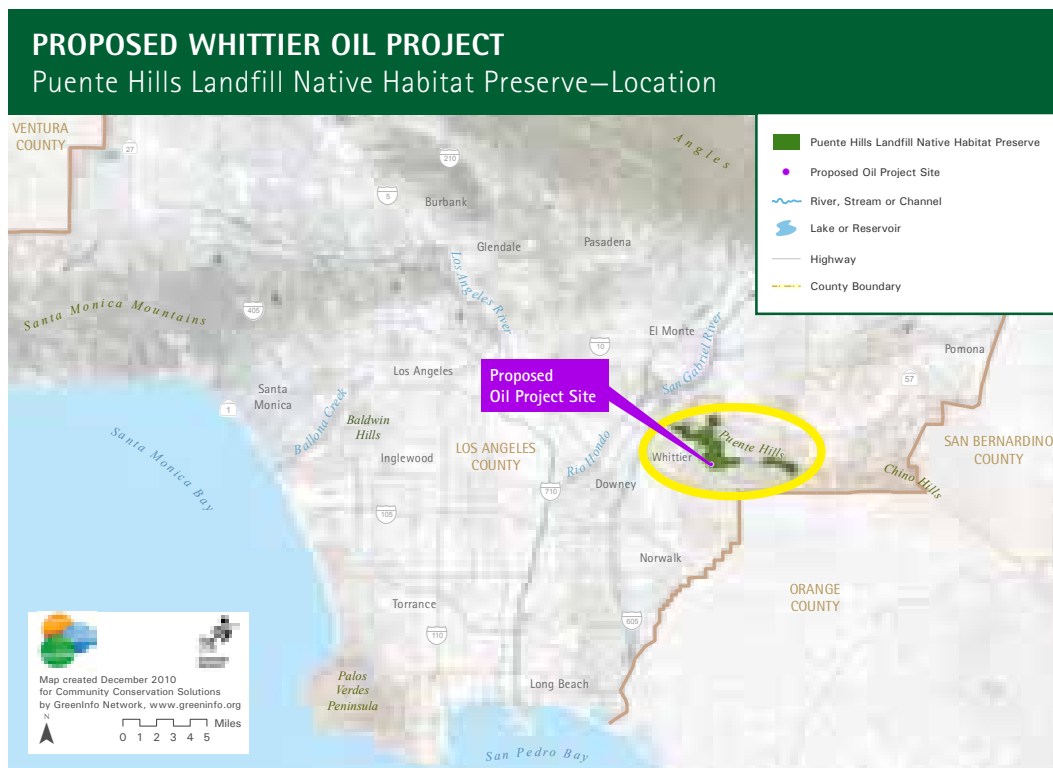 PROPOSED WHITTIER OIL PROJECT
Puente Hills Landfill Native Habitat Preserve—Location
VENTURA
COUNTY
27
210
5
Burbank
Angles
Glendale
Pasadena
Puente Hills Landfill Native Habitat Preserve
Proposed Oil Project Site
River, Stream or Channel
Lake or Reservoir
Highway
County Boundary
Los Angeles River
Santa Monica Mountains
405
El Monte
10
San Gabriel River
Pomona
57
Los Angeles
Proposed
Oil Project Site
Santa
Monica
1
Ballona Creek
Baldwin
Hills
Inglewood
LOS ANGELES
COUNTY
Rio Hondo
Whittier
Puente Hills
SAN BERNARDINO
COUNTY
Chino Hills
Santa Monica Bay
Downey
710
105
Norwalk
ORANGE
COUNTY
Torrance
110
605
Palos
Verdes
Peninsula
Long Beach
San Pedro Bay
Map created December 2010
for Community Conservation Solutions
by GreenInfo Network, www.greeninfo.org
N
Miles
0 1 2 3 4 5